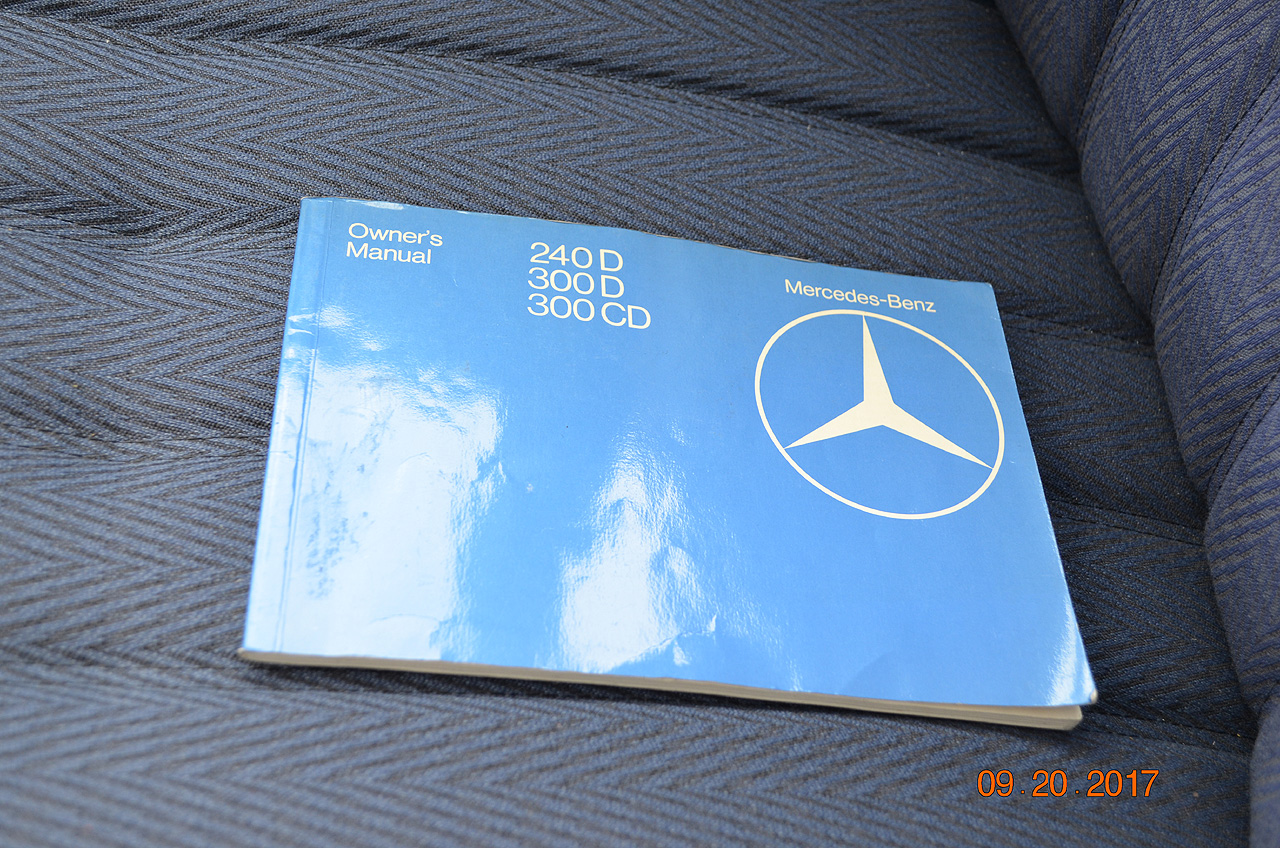 Owner's
Manual
240 D
300 D
300 CD
Mercedes-Benz
09.20.2017